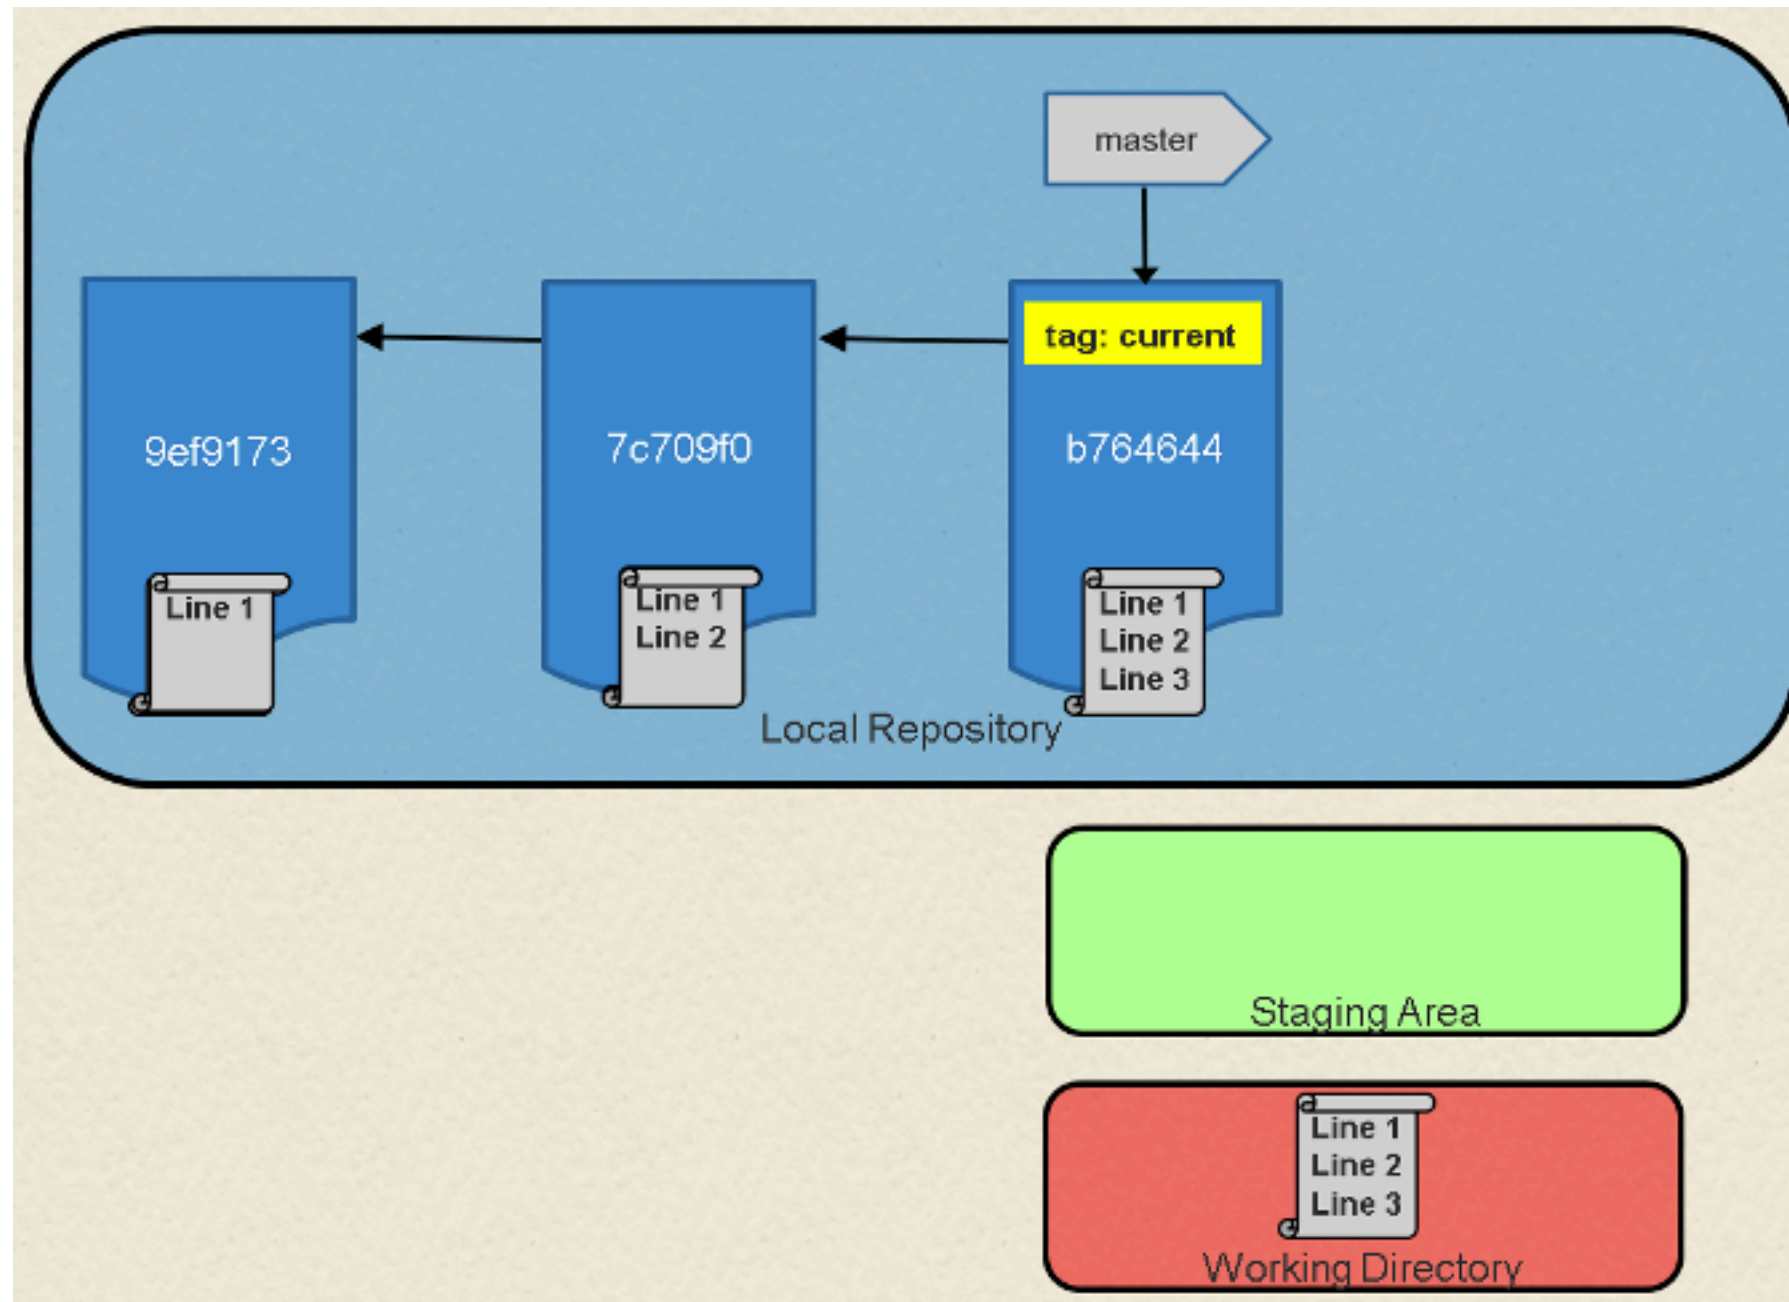 master
tag: current
9ef9173
7c709f0
b764644
Line 1
Line 1
Line 2
Line 1
Line 2
Line 3
Local Repository
Staging Area
Line 1
Line 2
Line 3
Working Directory